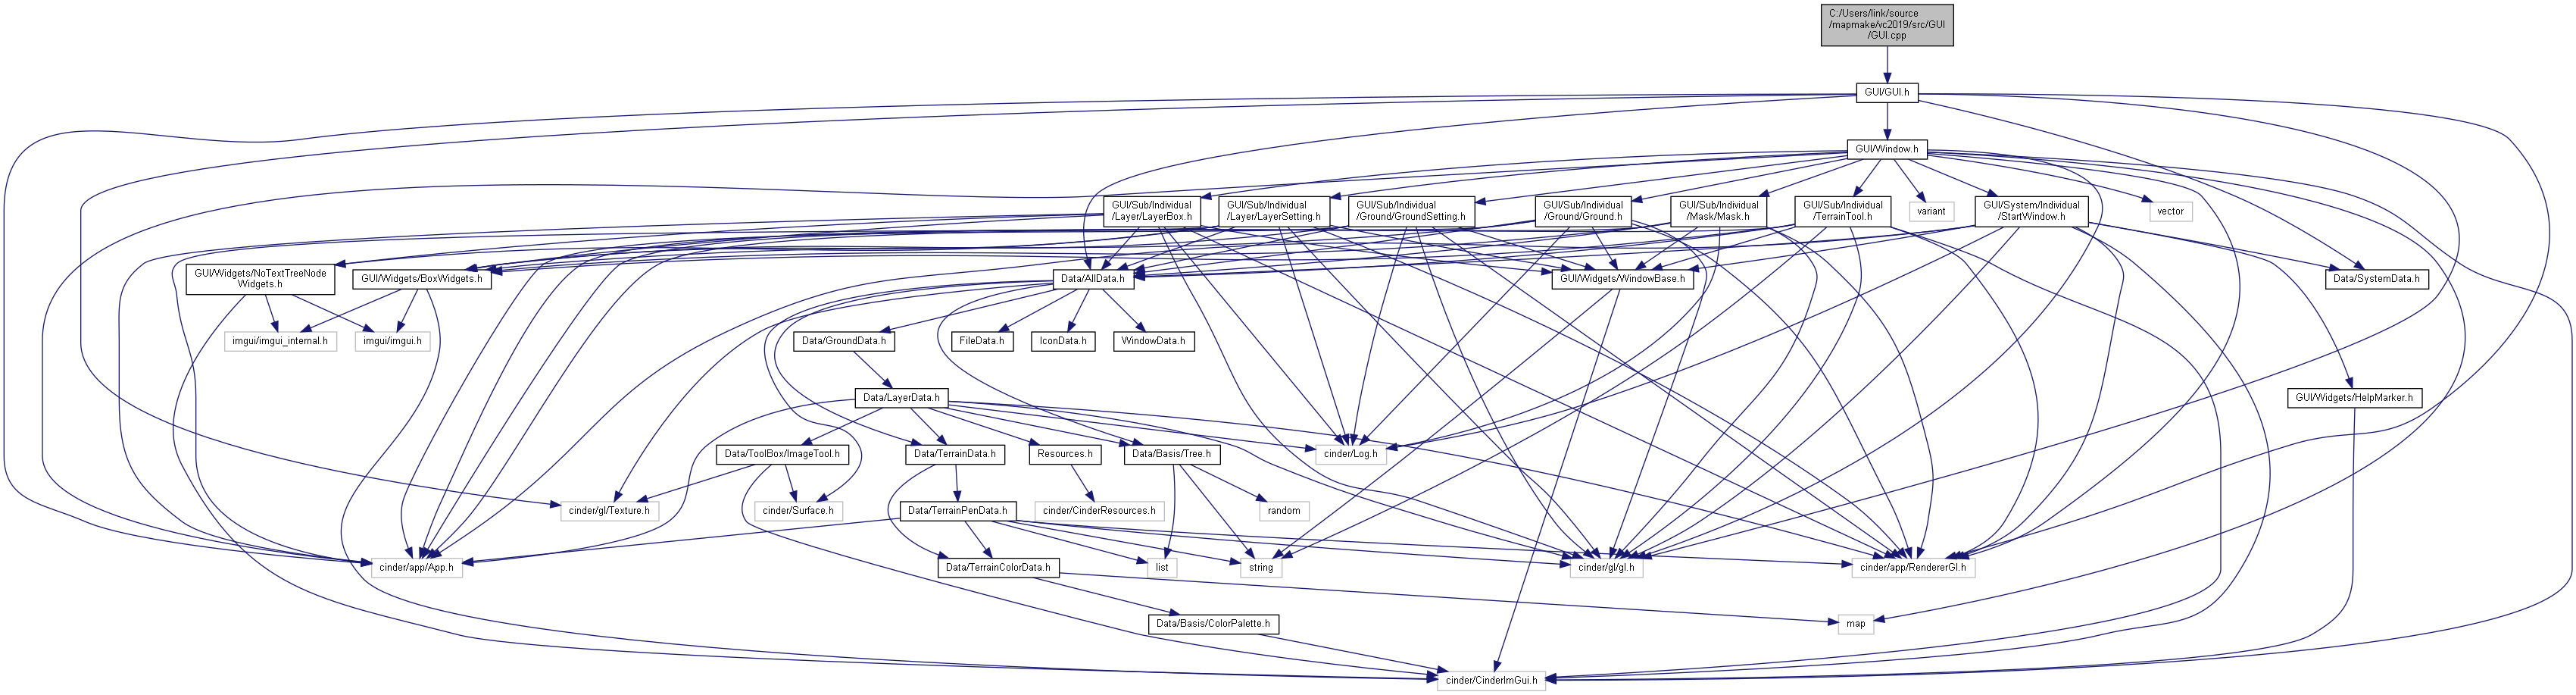 C:/Users/link/source
/mapmake/vc2019/src/GUI
/GUI.cpp
GUI/GUI.h
GUI/Window.h
GUI/Sub/Individual
/Layer/LayerBox.h
GUI/Sub/Individual
/Layer/LayerSetting.h
GUI/Sub/Individual
/Ground/GroundSetting.h
GUI/Sub/Individual
/Ground/Ground.h
GUI/Sub/Individual
/Mask/Mask.h
GUI/Sub/Individual
/TerrainTool.h
variant
GUI/System/Individual
/StartWindow.h
vector
GUI/Widgets/NoTextTreeNode
Widgets.h
GUI/Widgets/BoxWidgets.h
Data/AllData.h
GUI/Widgets/WindowBase.h
Data/SystemData.h
imgui/imgui_internal.h
imgui/imgui.h
Data/GroundData.h
FileData.h
IconData.h
WindowData.h
Data/LayerData.h
GUI/Widgets/HelpMarker.h
Data/ToolBox/ImageTool.h
Data/TerrainData.h
Resources.h
Data/Basis/Tree.h
cinder/Log.h
cinder/gl/Texture.h
cinder/Surface.h
Data/TerrainPenData.h
cinder/CinderResources.h
random
cinder/app/App.h
Data/TerrainColorData.h
list
string
cinder/gl/gl.h
cinder/app/RendererGl.h
Data/Basis/ColorPalette.h
map
cinder/CinderImGui.h